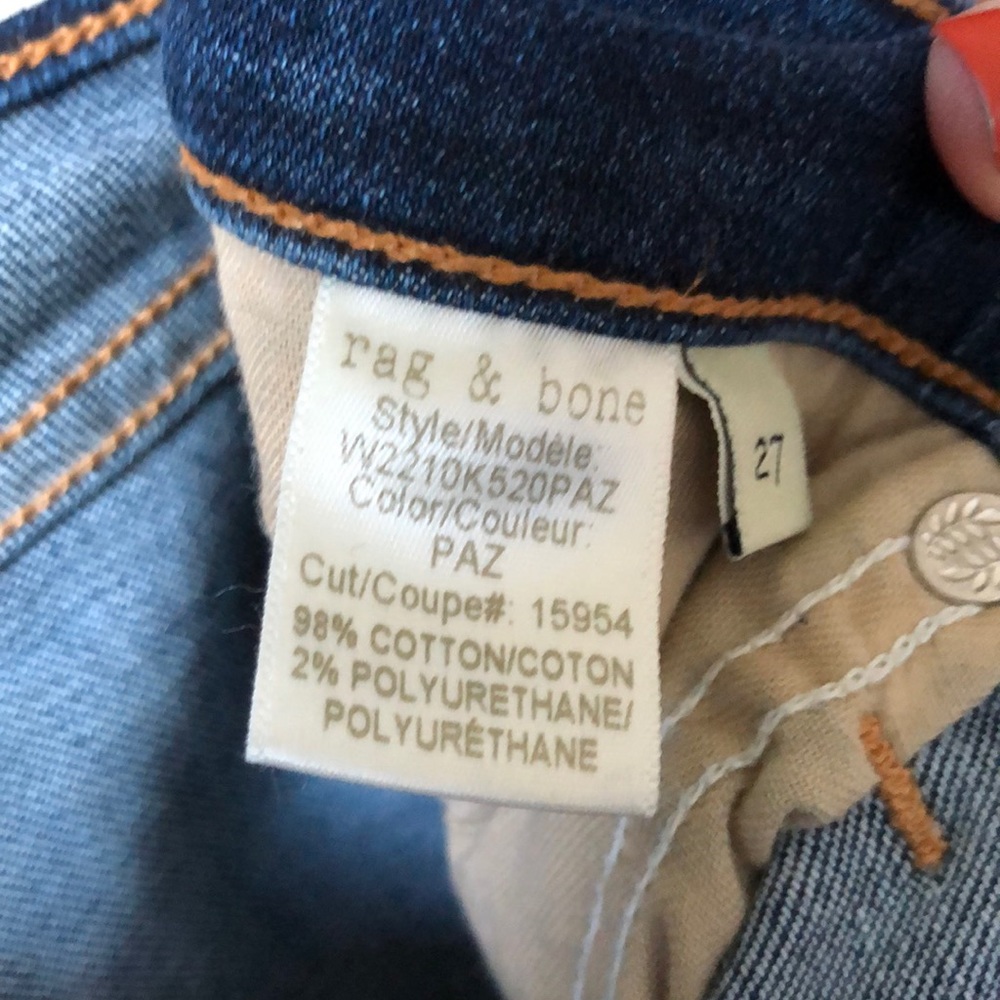 rag & bone
Style/Modèle:
W2210K520PAZ
Color/Couleur:
PAZ
Cut/Coupe#: 15954
98% COTTON/COTON
2% POLYURETHANE/
POLYURÉTHANE
27